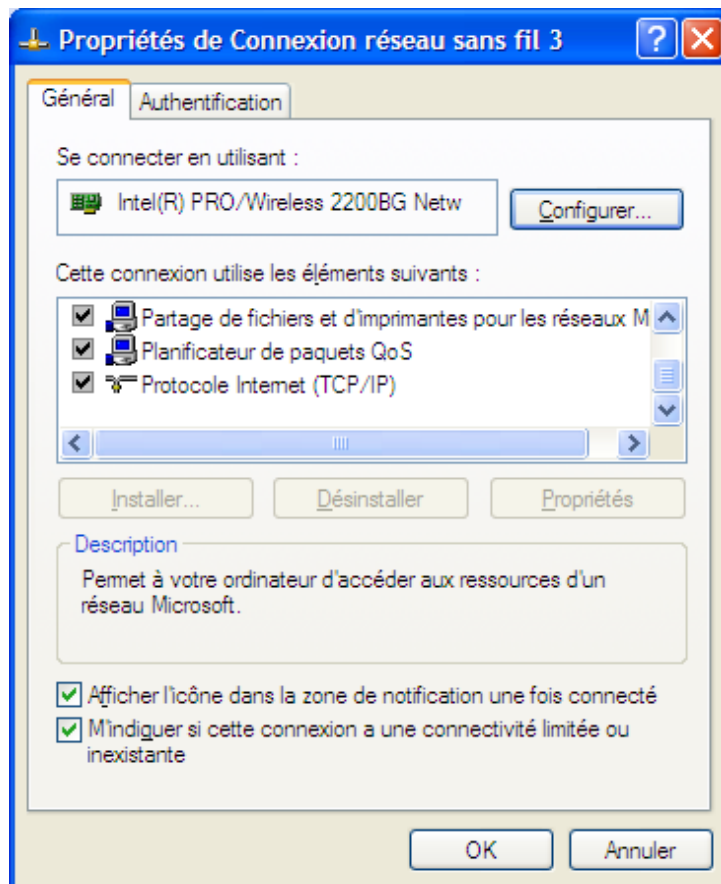 Propriétés de Connexion réseau sans fil 3
Général
Authentification
Se connecter en utilisant :
Intel(R) PRO/Wireless 2200BG Netw
Configurer...
Cette connexion utilise les éléments suivants :
Partage de fichiers et d'imprimantes pour les réseaux M
Planificateur de paquets QoS
Protocole Internet (TCP/IP)
Installer...
Désinstaller
Propriétés
Description
Permet à votre ordinateur d'accéder aux ressources d'un
réseau Microsoft.
Afficher l'icône dans la zone de notification une fois connecté
M'indiquer si cette connexion a une connectivité limitée ou
inexistante
OK
Annuler